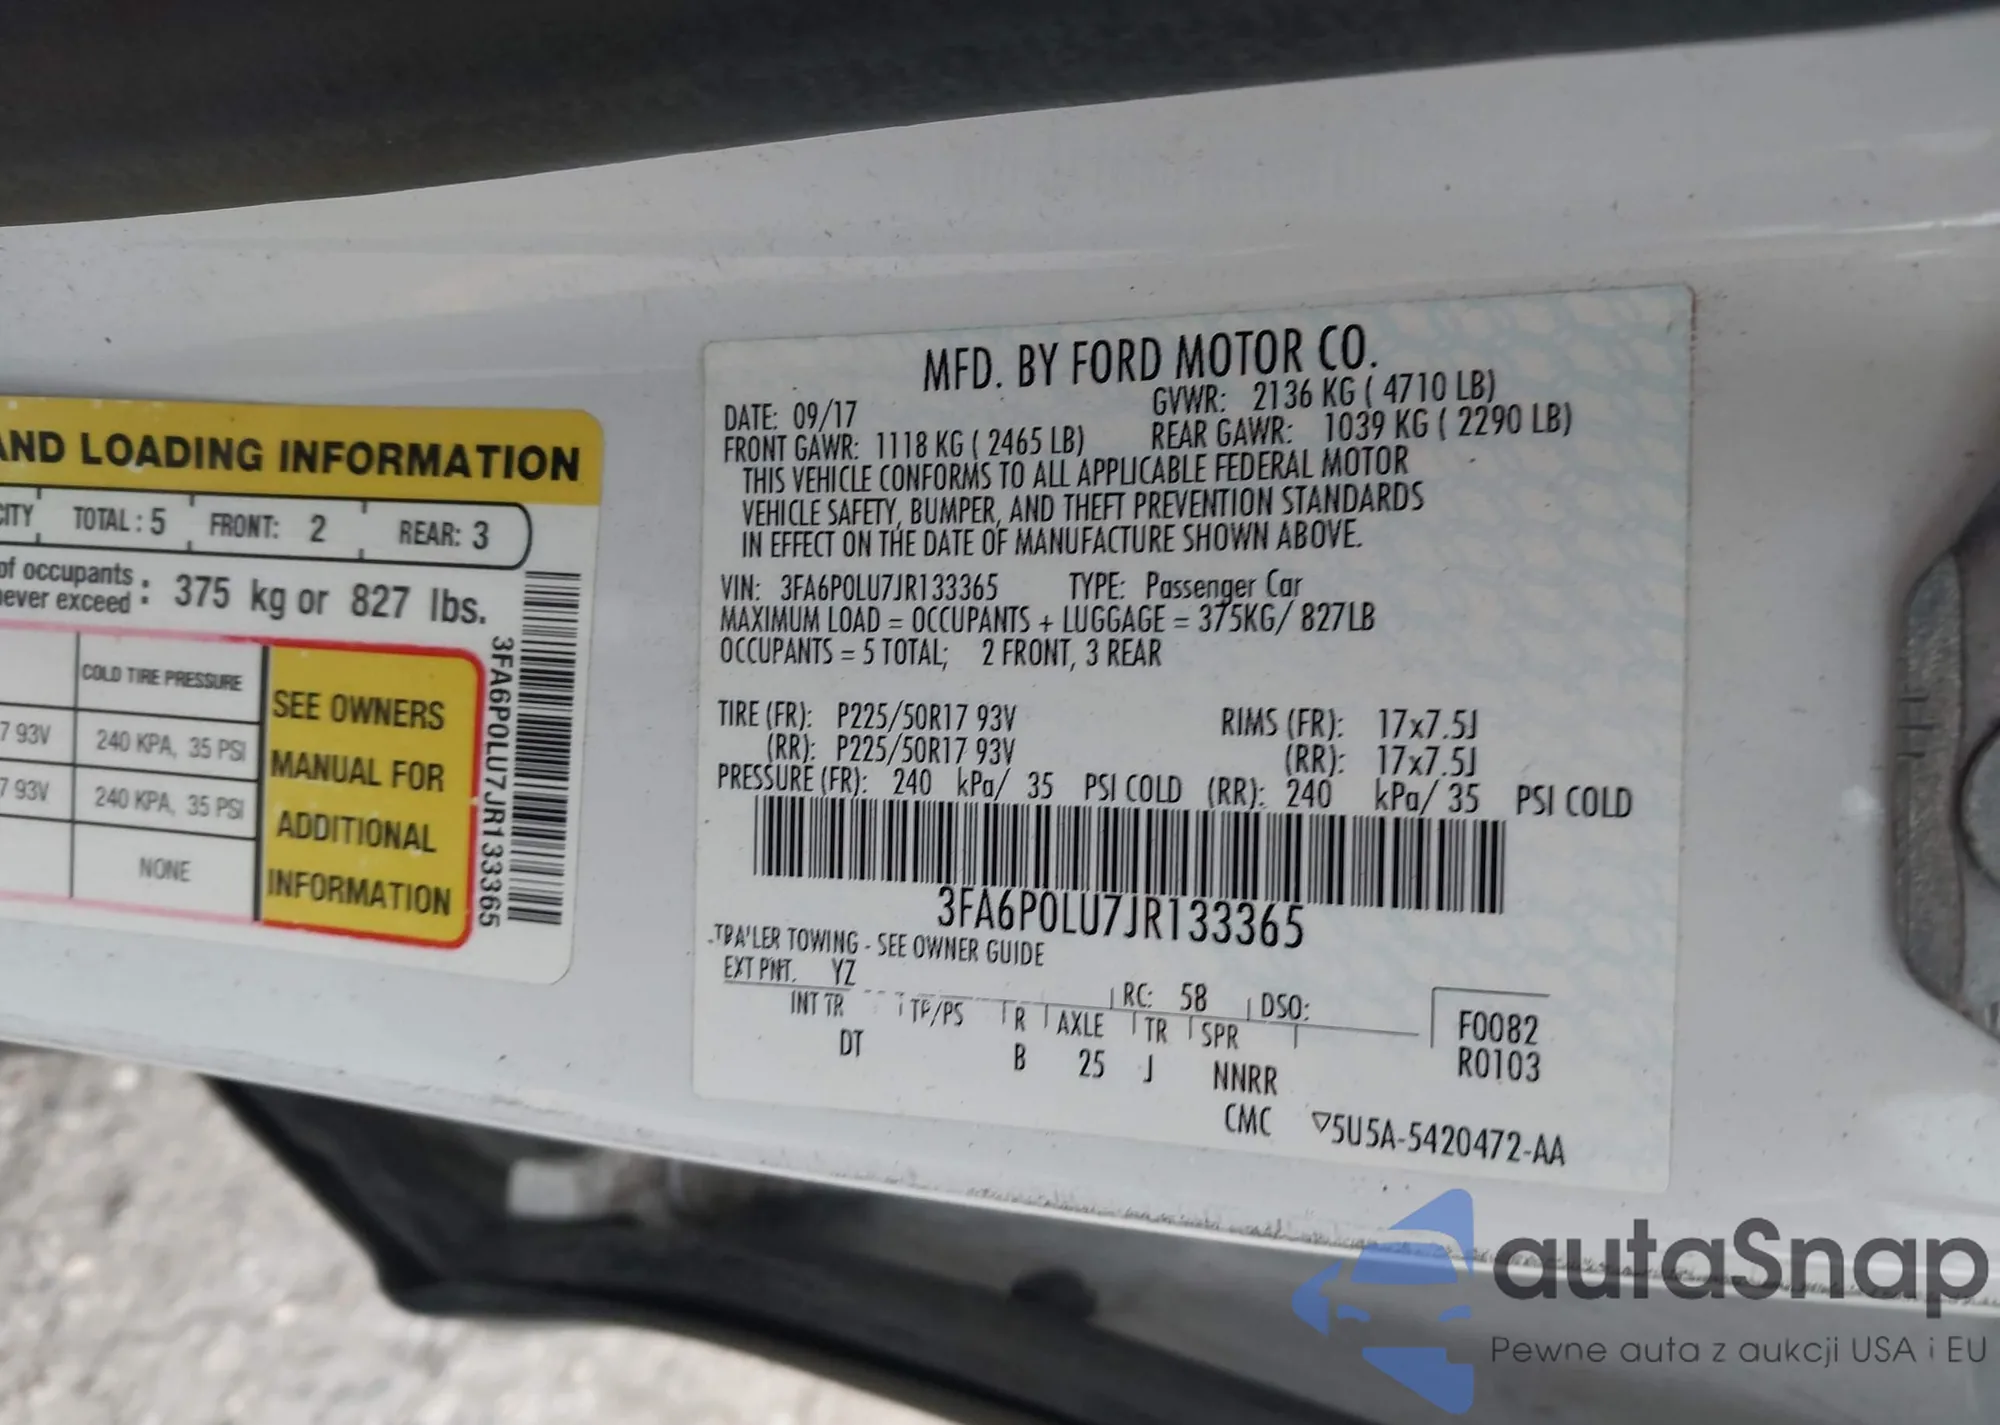 AND LOADING INFORMATION
CITY TOTAL : 5 FRONT: 2 REAR: 3
of occupants
never exceed : 375 kg or 827 lbs.
COLD TIRE PRESSURE
7 93V 240 KPA, 35 PSI
7 93V 240 KPA, 35 PSI
NONE
SEE OWNERS
MANUAL FOR
ADDITIONAL
INFORMATION
3FA6P0LU7JR133365
MFD. BY FORD MOTOR CO.
DATE: 09/17 GVWR: 2136 KG ( 4710 LB)
FRONT GAWR: 1118 KG ( 2465 LB) REAR GAWR: 1039 KG ( 2290 LB)
THIS VEHICLE CONFORMS TO ALL APPLICABLE FEDERAL MOTOR
VEHICLE SAFETY, BUMPER, AND THEFT PREVENTION STANDARDS
IN EFFECT ON THE DATE OF MANUFACTURE SHOWN ABOVE.
VIN: 3FA6P0LU7JR133365 TYPE: Passenger Car
MAXIMUM LOAD = OCCUPANTS + LUGGAGE = 375KG/ 827LB
OCCUPANTS = 5 TOTAL; 2 FRONT, 3 REAR
TIRE (FR): P225/50R17 93V RIMS (FR): 17x7.5J
(RR): P225/50R17 93V (RR): 17x7.5J
PRESSURE (FR): 240 kPa/ 35 PSI COLD (RR): 240 kPa/ 35 PSI COLD
3FA6P0LU7JR133365
TRAILER TOWING - SEE OWNER GUIDE
EXT PNT. YZ RC: 58 DSO:
INT TR TP/PS R AXLE TR SPR F0082
DT B 25 J NNRR R0103
CMC ▽5U5A-5420472-AA
autaSnap
Pewne auta z aukcji USA i EU